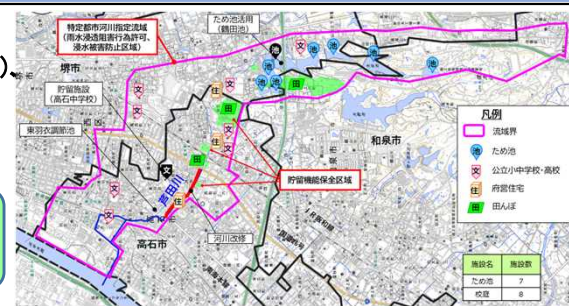 特定都市河川指定流域
(雨水浸透阻害行為許可、
浸水被害防止区域)
ため池活用
(鶴田池)
堺市
貯留施設
(高石中学校)
東羽衣調節池
和泉市
貯留機能保全区域
芦田川
高石市
河川改修
凡例
流域界
池 ため池
文 公立小中学校・高校
住 府営住宅
田 田んぼ
施設名 施設数
ため池 7
校庭 8